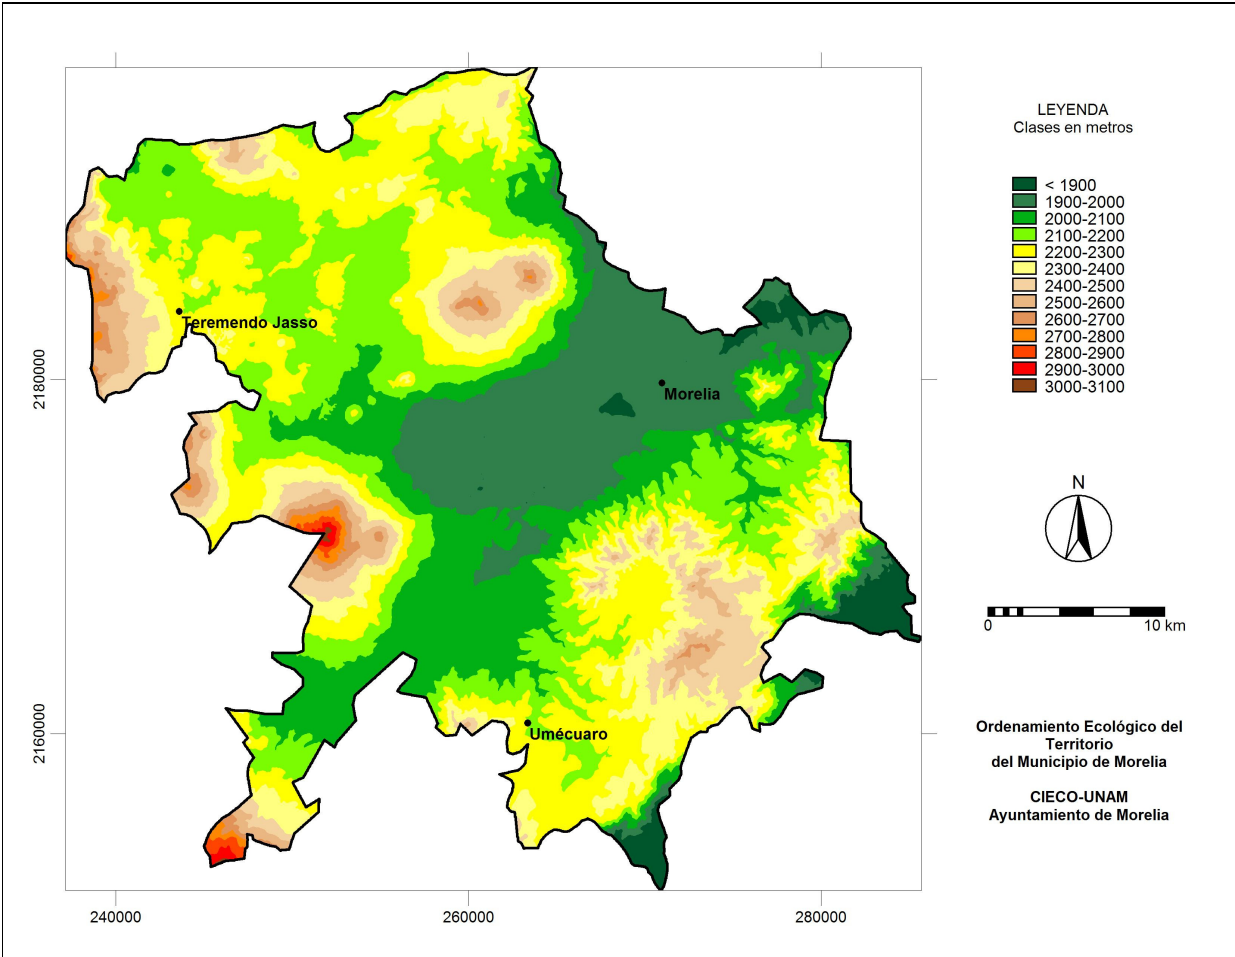 LEYENDA
Clases en metros
< 1900
1900-2000
2000-2100
2100-2200
2200-2300
2300-2400
2400-2500
2500-2600
2600-2700
2700-2800
2800-2900
2900-3000
3000-3100
Teremendo Jasso
2180000
Morelia
N
0 10 km
2160000
Umécuaro
Ordenamiento Ecológico del
Territorio
del Municipio de Morelia
CIECO-UNAM
Ayuntamiento de Morelia
240000 260000 280000